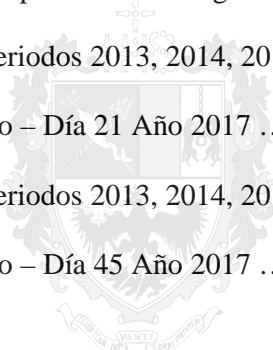 eriodos 2013, 2014, 20
o – Día 21 Año 2017 ..
eriodos 2013, 2014, 20
o – Día 45 Año 2017 ..